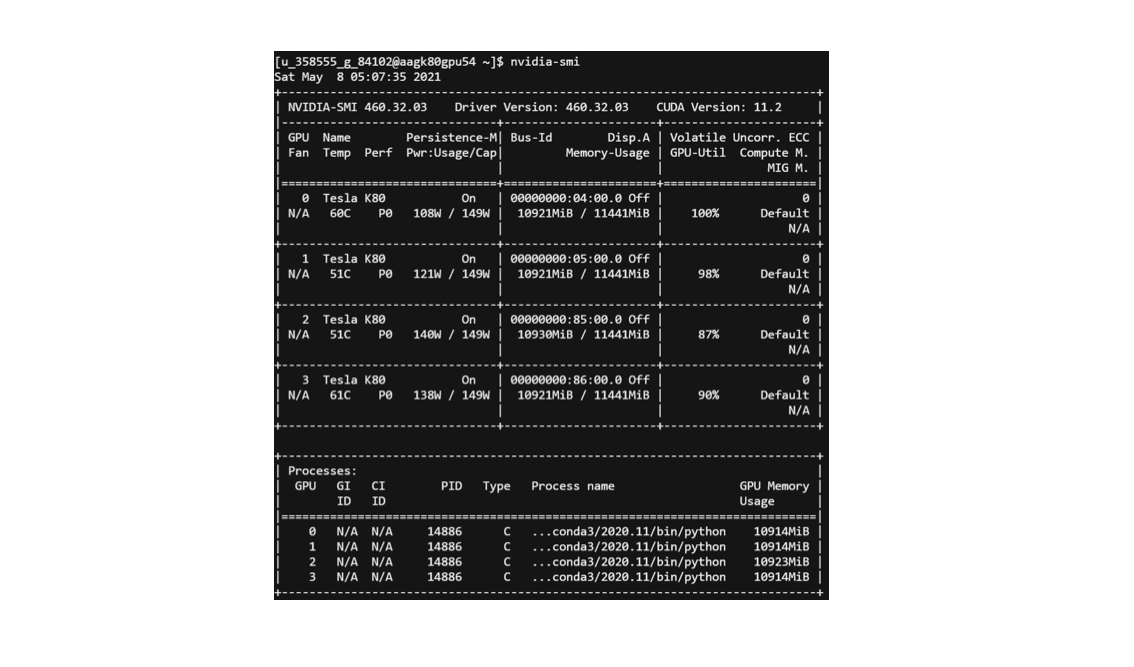 [u_358555_g_84102@aagk80gpu54 ~]$ nvidia-smi
Sat May  8 05:07:35 2021
+-----------------------------------------------------------------------------+
| NVIDIA-SMI 460.32.03    Driver Version: 460.32.03    CUDA Version: 11.2     |
|-------------------------------+----------------------+----------------------+
| GPU  Name        Persistence-M| Bus-Id        Disp.A | Volatile Uncorr. ECC |
| Fan  Temp  Perf  Pwr:Usage/Cap|         Memory-Usage | GPU-Util  Compute M. |
|                               |                      |               MIG M. |
|===============================+======================+======================|
|   0  Tesla K80           On   | 00000000:04:00.0 Off |                    0 |
| N/A   60C    P0   108W / 149W |  10921MiB / 11441MiB |    100%      Default |
|                               |                      |                  N/A |
+-------------------------------+----------------------+----------------------+
|   1  Tesla K80           On   | 00000000:05:00.0 Off |                    0 |
| N/A   51C    P0   121W / 149W |  10921MiB / 11441MiB |     98%      Default |
|                               |                      |                  N/A |
+-------------------------------+----------------------+----------------------+
|   2  Tesla K80           On   | 00000000:85:00.0 Off |                    0 |
| N/A   51C    P0   140W / 149W |  10930MiB / 11441MiB |     87%      Default |
|                               |                      |                  N/A |
+-------------------------------+----------------------+----------------------+
|   3  Tesla K80           On   | 00000000:86:00.0 Off |                    0 |
| N/A   61C    P0   138W / 149W |  10921MiB / 11441MiB |     90%      Default |
|                               |                      |                  N/A |
+-------------------------------+----------------------+----------------------+

+-----------------------------------------------------------------------------+
| Processes:                                                                  |
|  GPU   GI   CI        PID   Type   Process name                  GPU Memory |
|        ID   ID                                                   Usage      |
|=============================================================================|
|    0   N/A  N/A     14886      C   ...conda3/2020.11/bin/python    10914MiB |
|    1   N/A  N/A     14886      C   ...conda3/2020.11/bin/python    10914MiB |
|    2   N/A  N/A     14886      C   ...conda3/2020.11/bin/python    10923MiB |
|    3   N/A  N/A     14886      C   ...conda3/2020.11/bin/python    10914MiB |
+-----------------------------------------------------------------------------+